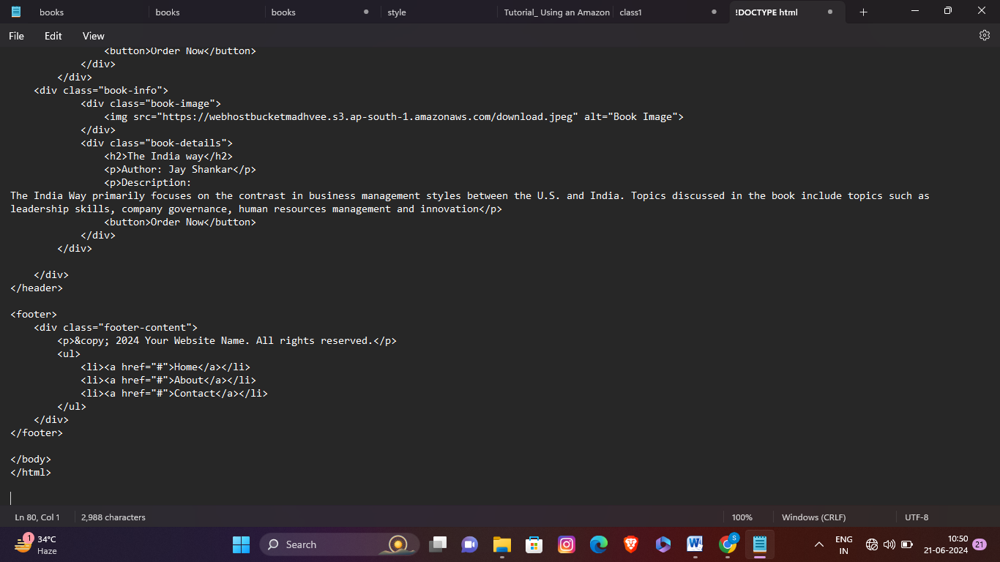 books
books
books
style
Tutorial_ Using an Amazon
class1
!DOCTYPE html
File
Edit
View
<button>Order Now</button>
</div>
</div>
<div class="book-info">
<div class="book-image">
<img src="https://webhostbucketmadhvee.s3.ap-south-1.amazonaws.com/download.jpeg" alt="Book Image">
</div>
<div class="book-details">
<h2>The India way</h2>
<p>Author: Jay Shankar</p>
<p>Description:
The India Way primarily focuses on the contrast in business management styles between the U.S. and India. Topics discussed in the book include topics such as
leadership skills, company governance, human resources management and innovation</p>
<button>Order Now</button>
</div>
</div>
</div>
</header>
<footer>
<div class="footer-content">
<p>&copy; 2024 Your Website Name. All rights reserved.</p>
<ul>
<li><a href="#">Home</a></li>
<li><a href="#">About</a></li>
<li><a href="#">Contact</a></li>
</ul>
</div>
</footer>
</body>
</html>
Ln 80, Col 1
2,988 characters
100%
Windows (CRLF)
UTF-8
1
34°C
Haze
Search
W
S
ENG
IN
10:50
21-06-2024
21